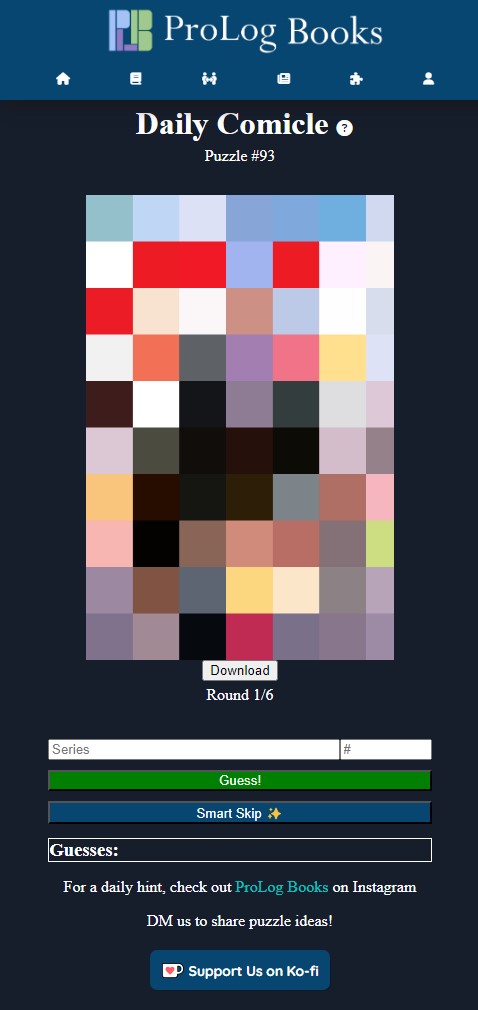 ProLog Books
Daily Comicle ?
Puzzle #93
Download
Round 1/6
Series #
Guess!
Smart Skip ✨
Guesses:
For a daily hint, check out ProLog Books on Instagram
DM us to share puzzle ideas!
Support Us on Ko-fi